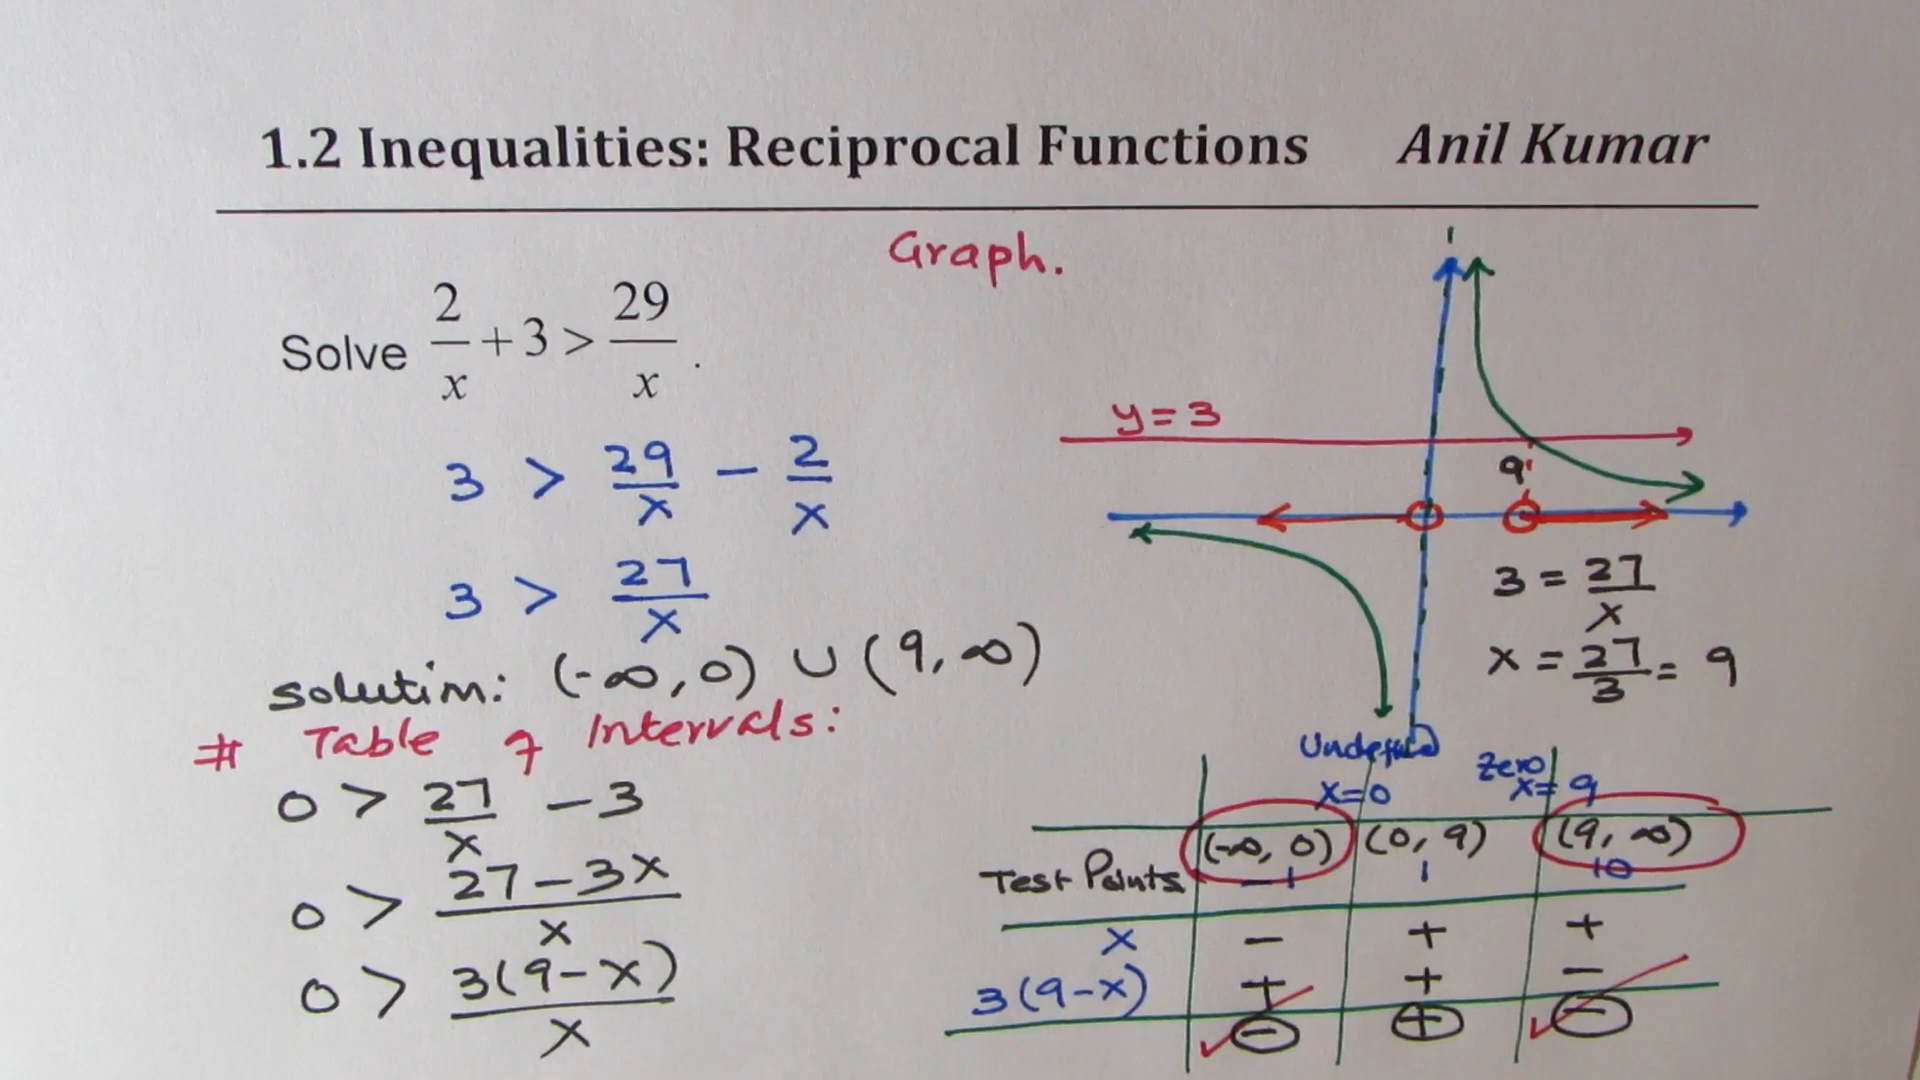 1.2 Inequalities: Reciprocal Functions Anil Kumar
Graph.
Solve 2/x + 3 > 29/x .
3 > 29/x - 2/x
3 > 27/x
solution: (-∞, 0) ∪ (9, ∞)
# Table of Intervals:
0 > 27/x - 3
0 > (27 - 3x)/x
0 > 3(9 - x)/x
y = 3
9
3 = 27/x
x = 27/3 = 9
Undefined Zero
x=0 x=9
(-∞, 0) (0, 9) (9, ∞)
Test Points -1 1 10
x - + +
3(9-x) + + -
- + -